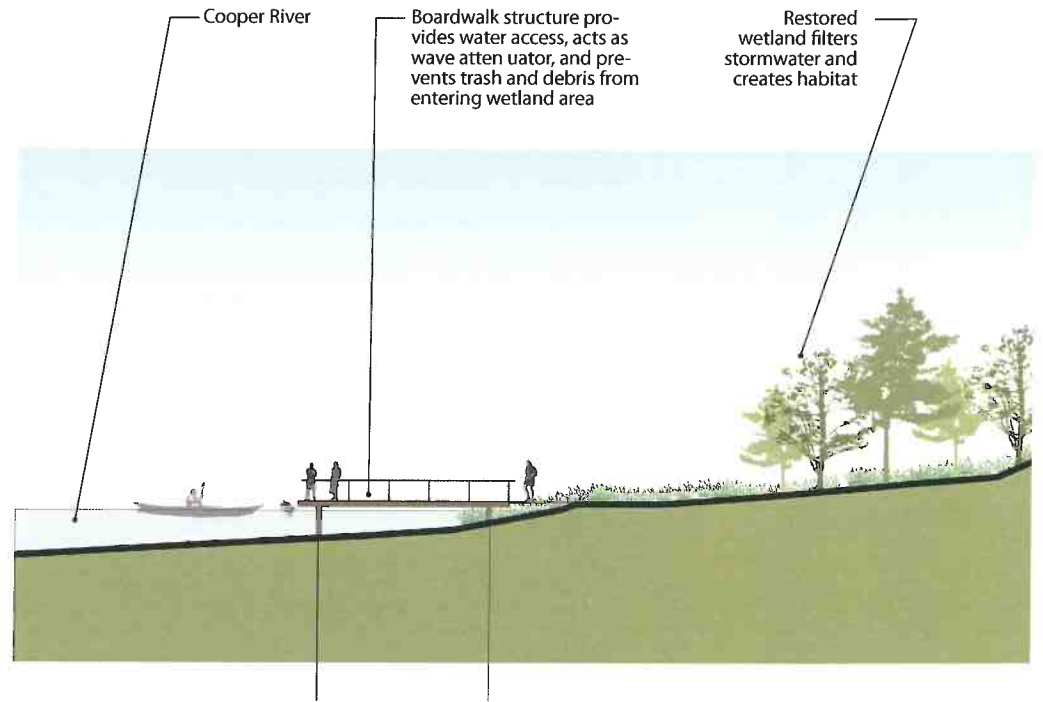 Cooper River
Boardwalk structure pro-
vides water access, acts as
wave atten uator, and pre-
vents trash and debris from
entering wetland area
Restored
wetland filters
stormwater and
creates habitat